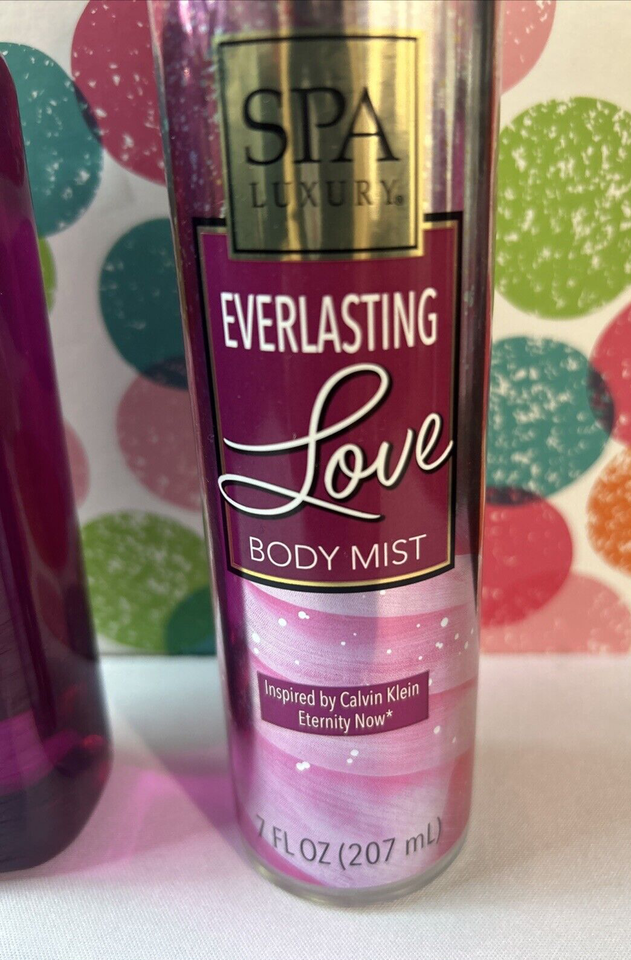 SPA
LUXURY®
EVERLASTING
Love
BODY MIST
Inspired by Calvin Klein
Eternity Now*
7 FL OZ (207 mL)